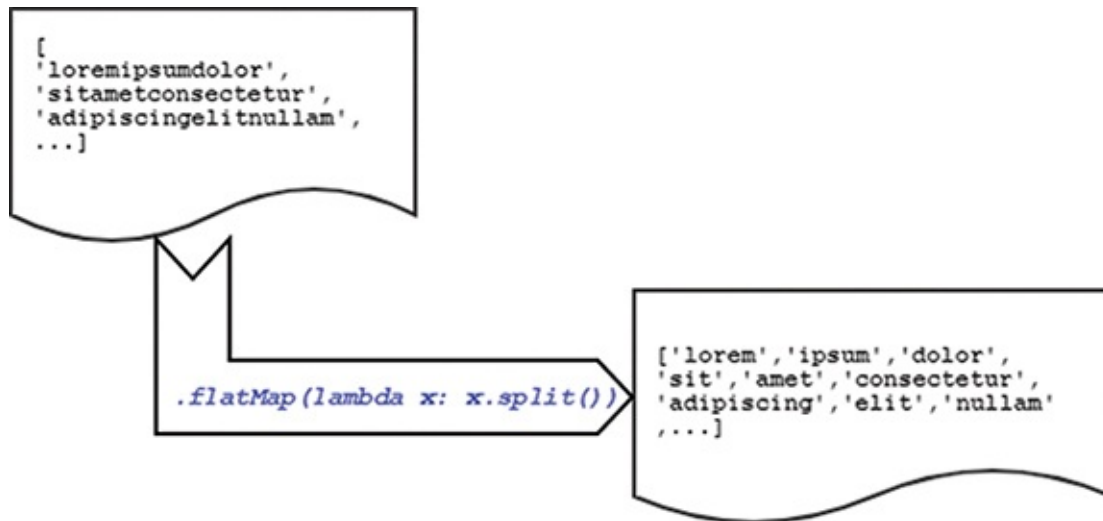 [
'loremipsumdolor',
'sitametconsectetur',
'adipiscingelitnullam',
...]
.flatMap(lambda x: x.split())
['lorem','ipsum','dolor',
'sit','amet','consectetur',
'adipiscing','elit','nullam'
,...]